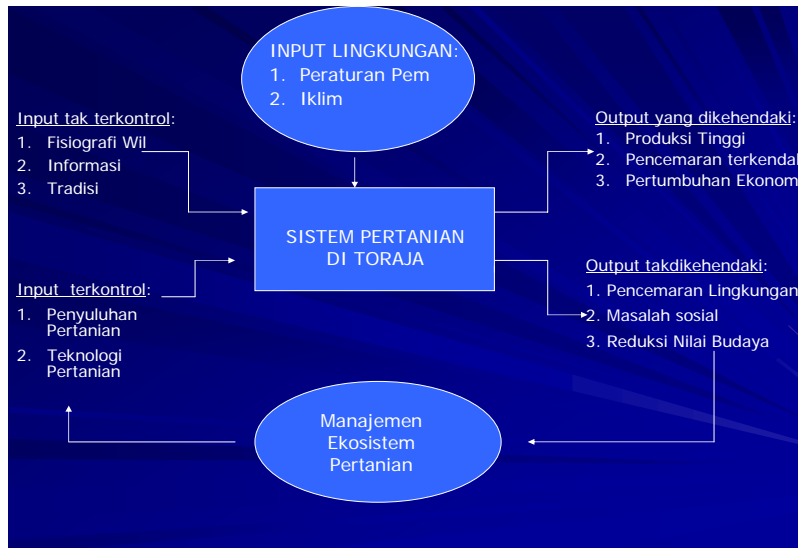 INPUT LINGKUNGAN:
1. Peraturan Pem
2. Iklim
Input tak terkontrol:
1. Fisiografi Wil
2. Informasi
3. Tradisi
Output yang dikehendaki:
1. Produksi Tinggi
2. Pencemaran terkendal
3. Pertumbuhan Ekonom
SISTEM PERTANIAN
DI TORAJA
Input terkontrol:
1. Penyuluhan
Pertanian
2. Teknologi
Pertanian
Output takdikehendaki:
1. Pencemaran Lingkungan
2. Masalah sosial
3. Reduksi Nilai Budaya
Manajemen
Ekosistem
Pertanian